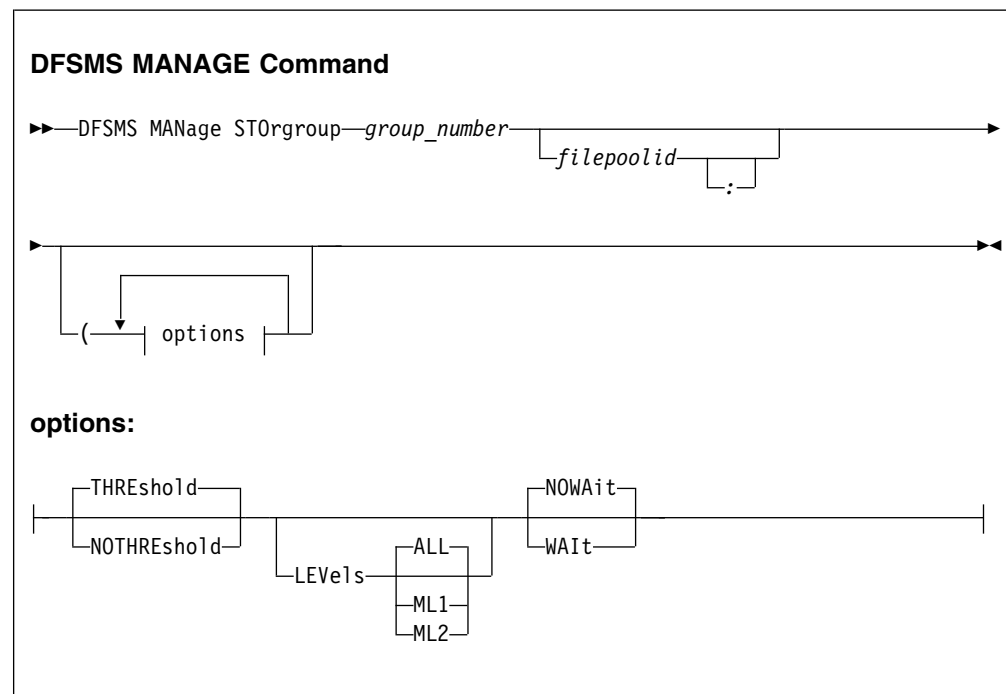 DFSMS MANAGE Command
DFSMS MANage STOrgroup group_number
filepoolid
:
( options
options:
THREshold NOWAit
NOTHREshold ALL WAIt
LEVels
ML1
ML2